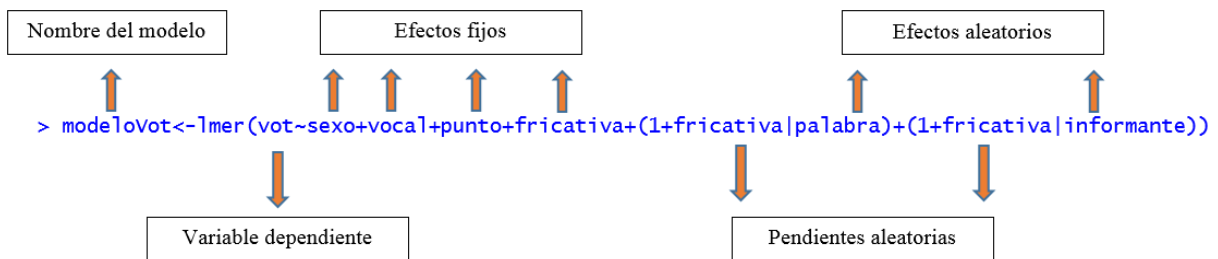 Nombre del modelo Efectos fijos Efectos aleatorios
> modeloVot<-lmer(vot~sexo+vocal+punto+fricativa+(1+fricativa|palabra)+(1+fricativa|informante))
Variable dependiente Pendientes aleatorias